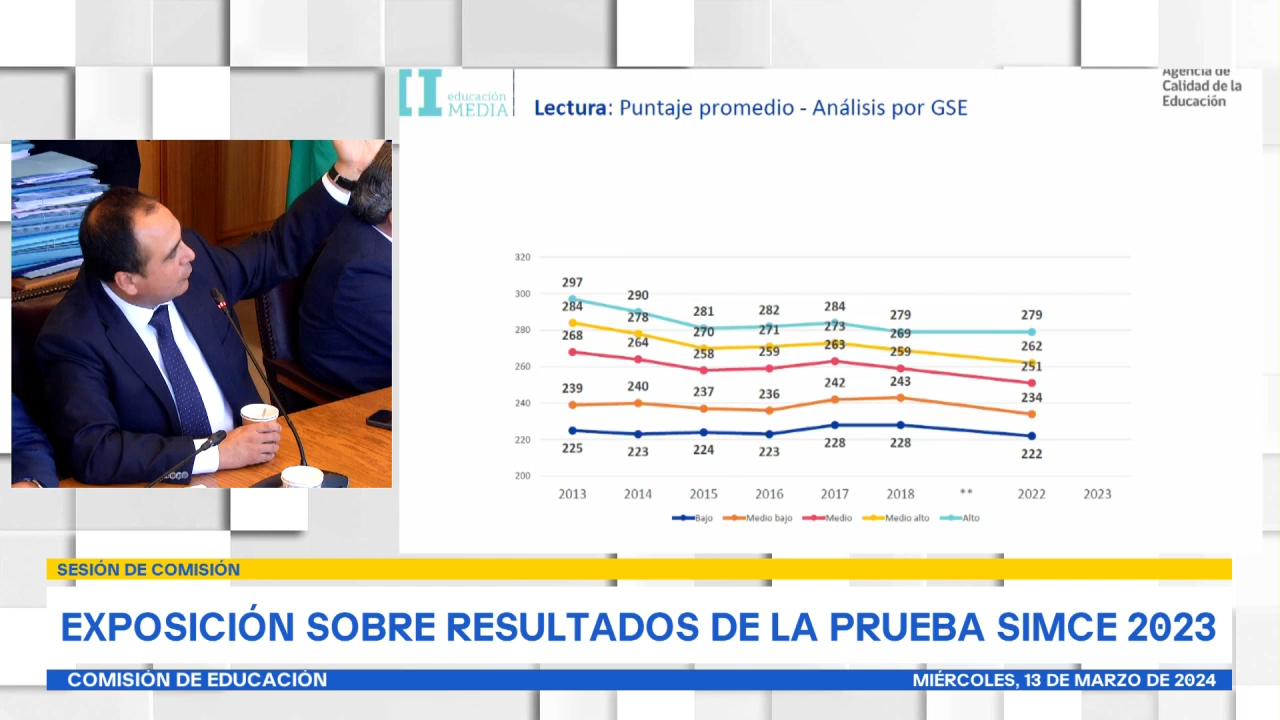 educación
MEDIA
Lectura: Puntaje promedio - Análisis por GSE
Agencia de
Calidad de la
Educación
320
300
280
260
240
220
200
297 290 281 282 284 279 279
284 278 270 271 273 269 262
268 264 258 259 263 259 251
239 240 237 236 242 243 234
225 223 224 223 228 228 222
2013 2014 2015 2016 2017 2018 ** 2022 2023
Bajo Medio bajo Medio Medio alto Alto
SESIÓN DE COMISIÓN
EXPOSICIÓN SOBRE RESULTADOS DE LA PRUEBA SIMCE 2023
COMISIÓN DE EDUCACIÓN
MIÉRCOLES, 13 DE MARZO DE 2024